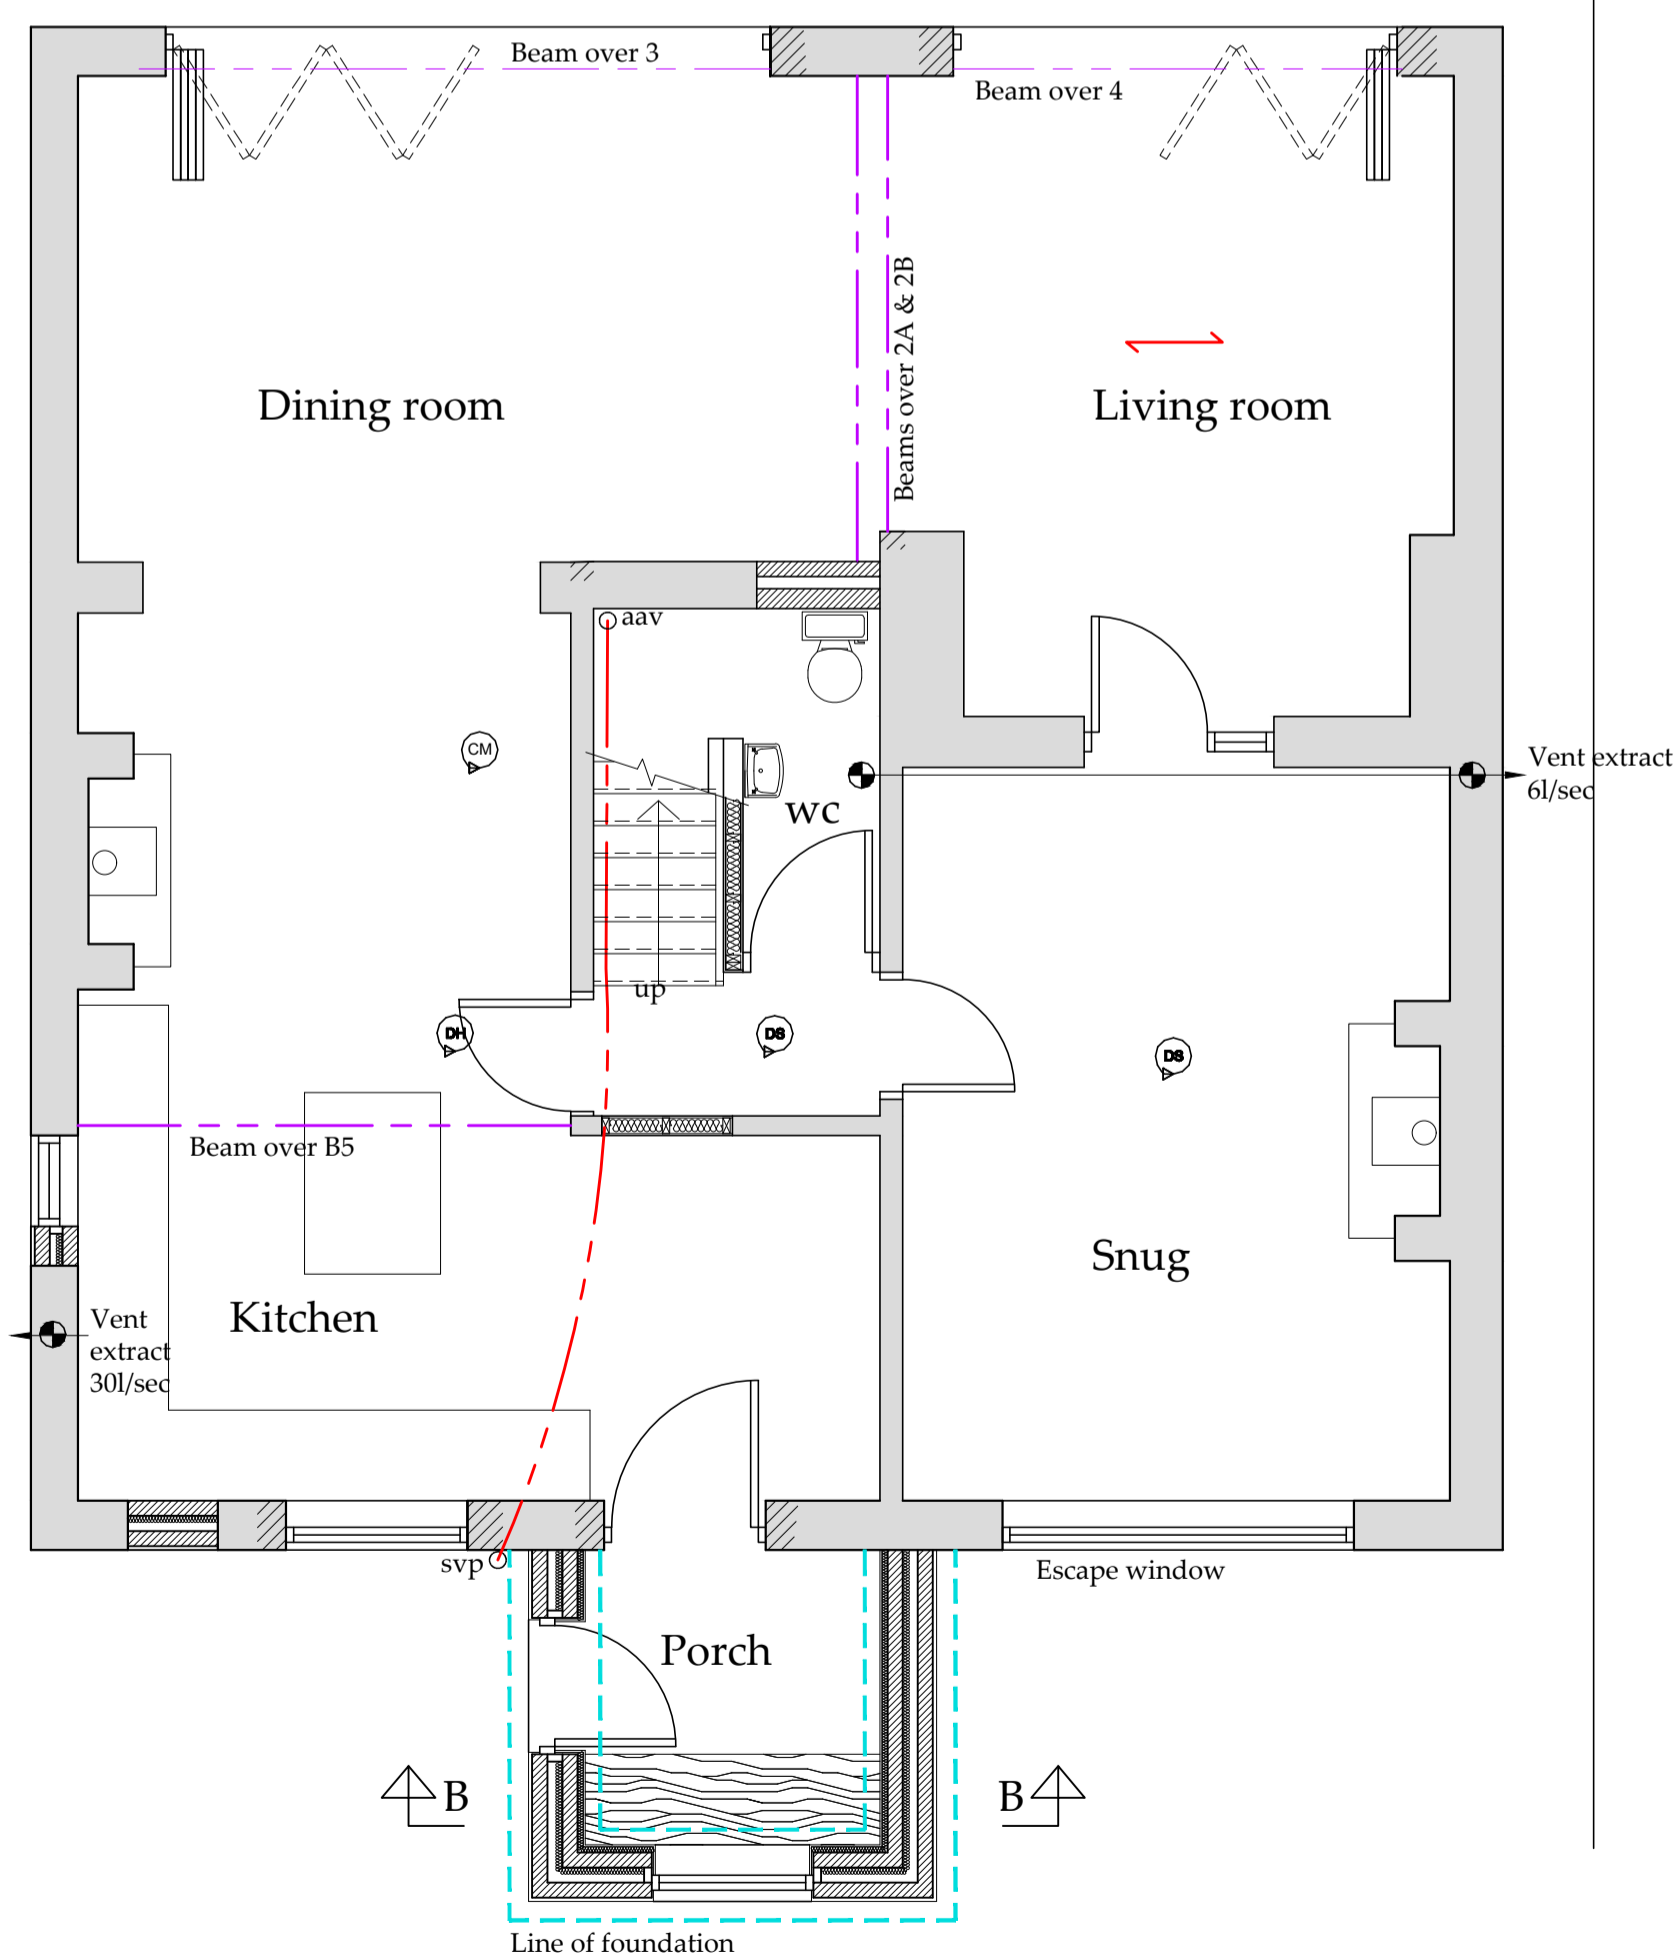 Beam over 3
Beam over 4
Beams over 2A & 2B
Dining room
Living room
aav
CM
Vent extract
6l/sec
wc
up
DH
DS
DS
Beam over B5
Snug
Kitchen
Vent
extract
30l/sec
svp
Escape window
Porch
B
B
Line of foundation